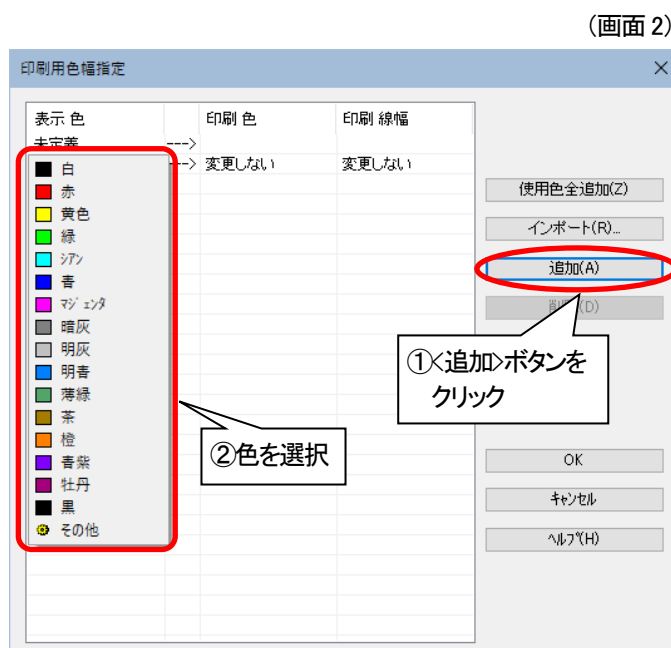 (画面 2)
印刷用色幅指定
表示 色 印刷 色 印刷 線幅
未定義 --->
---> 変更しない 変更しない
白
赤
黄色
緑
シアン
青
マジェンタ
暗灰
明灰
明青
薄緑
茶
橙
青紫
牡丹
黒
その他
使用色全追加(Z)
インポート(R)...
追加(A)
(D)
①<追加>ボタンを
クリック
②色を選択
OK
キャンセル
ヘルプ(H)